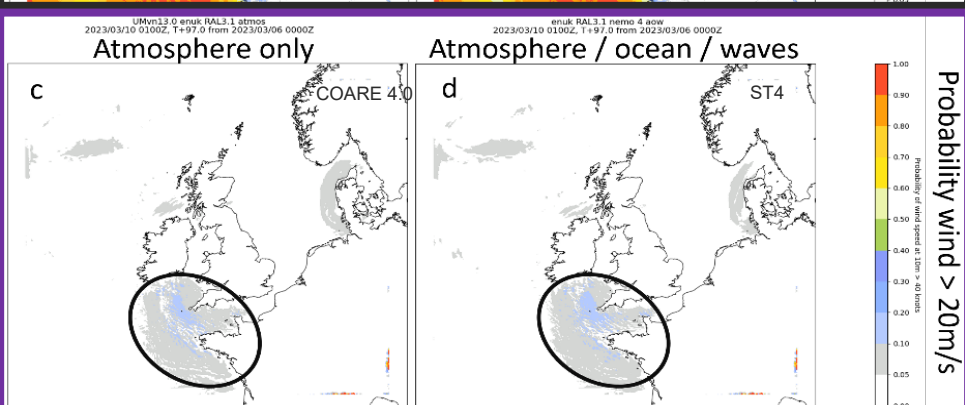 UMvn13.0 enuk RAL3.1 atmos
2023/03/10 0100Z, T+97.0 from 2023/03/06 0000Z
Atmosphere only
enuk RAL3.1 nemo 4 aow
2023/03/10 0100Z, T+97.0 from 2023/03/06 0000Z
Atmosphere / ocean / waves
c
COARE 4.0
d
ST4
1.00
0.90
0.80
0.70
0.60
0.50
0.40
0.30
0.20
0.10
0.05
Probability of wind speed at 10m > 40 knots
Probability wind > 20m/s